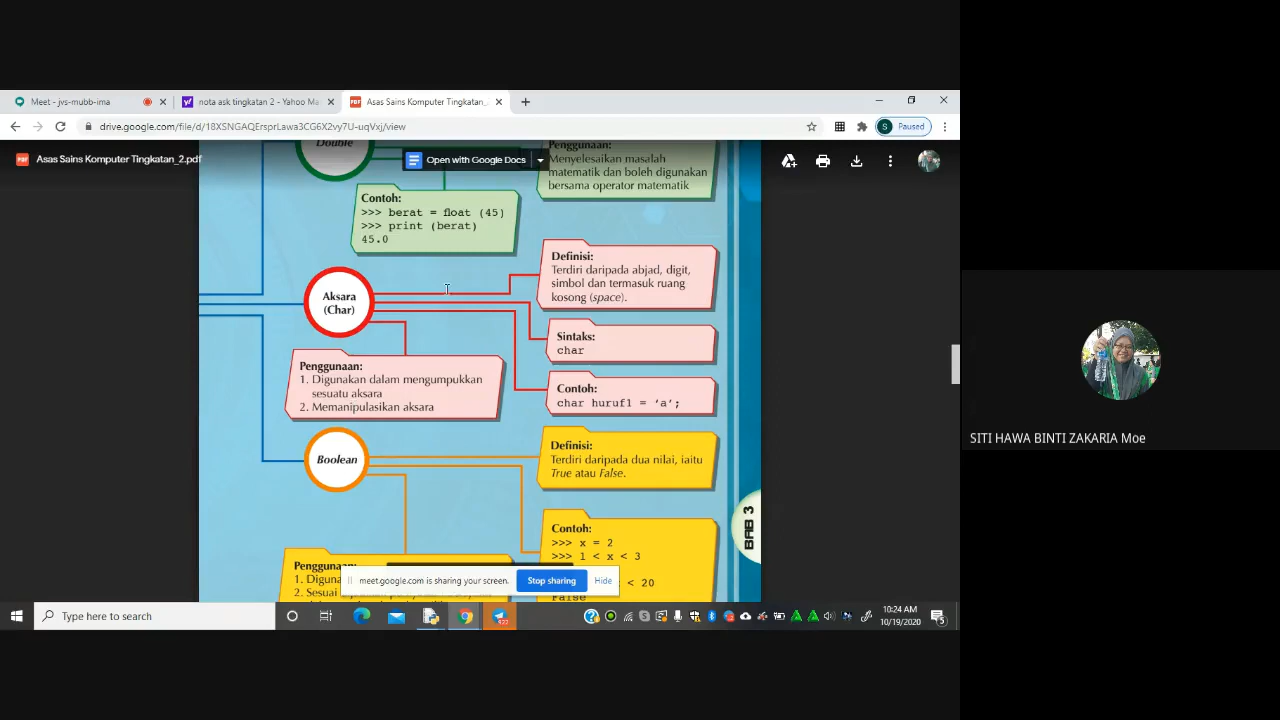 Meet - jvs-mubb-ima
nota ask tingkatan 2 - Yahoo Ma
Asas Sains Komputer Tingkatan_
drive.google.com/file/d/18XSNGAQErsprLawa3CG6X2vy7U-uqVxj/view
S Paused
Asas Sains Komputer Tingkatan_2.pdf
Open with Google Docs
Double
Penggunaan:
Menyelesaikan masalah
matematik dan boleh digunakan
bersama operator matematik
Contoh:
>>> berat = float (45)
>>> print (berat)
45.0
Aksara
(Char)
Definisi:
Terdiri daripada abjad, digit,
simbol dan termasuk ruang
kosong (space).
Sintaks:
char
Contoh:
char huruf1 = ‘a’;
Penggunaan:
1. Digunakan dalam mengumpukkan
sesuatu aksara
2. Memanipulasikan aksara
Boolean
Definisi:
Terdiri daripada dua nilai, iaitu
True atau False.
Contoh:
>>> x = 2
>>> 1 < x < 3
< 20
False
Penggunaan:
1. Diguna
2. Sesuai
BAB 3
meet.google.com is sharing your screen.
Stop sharing
Hide
Type here to search
10:24 AM
10/19/2020
SITI HAWA BINTI ZAKARIA Moe